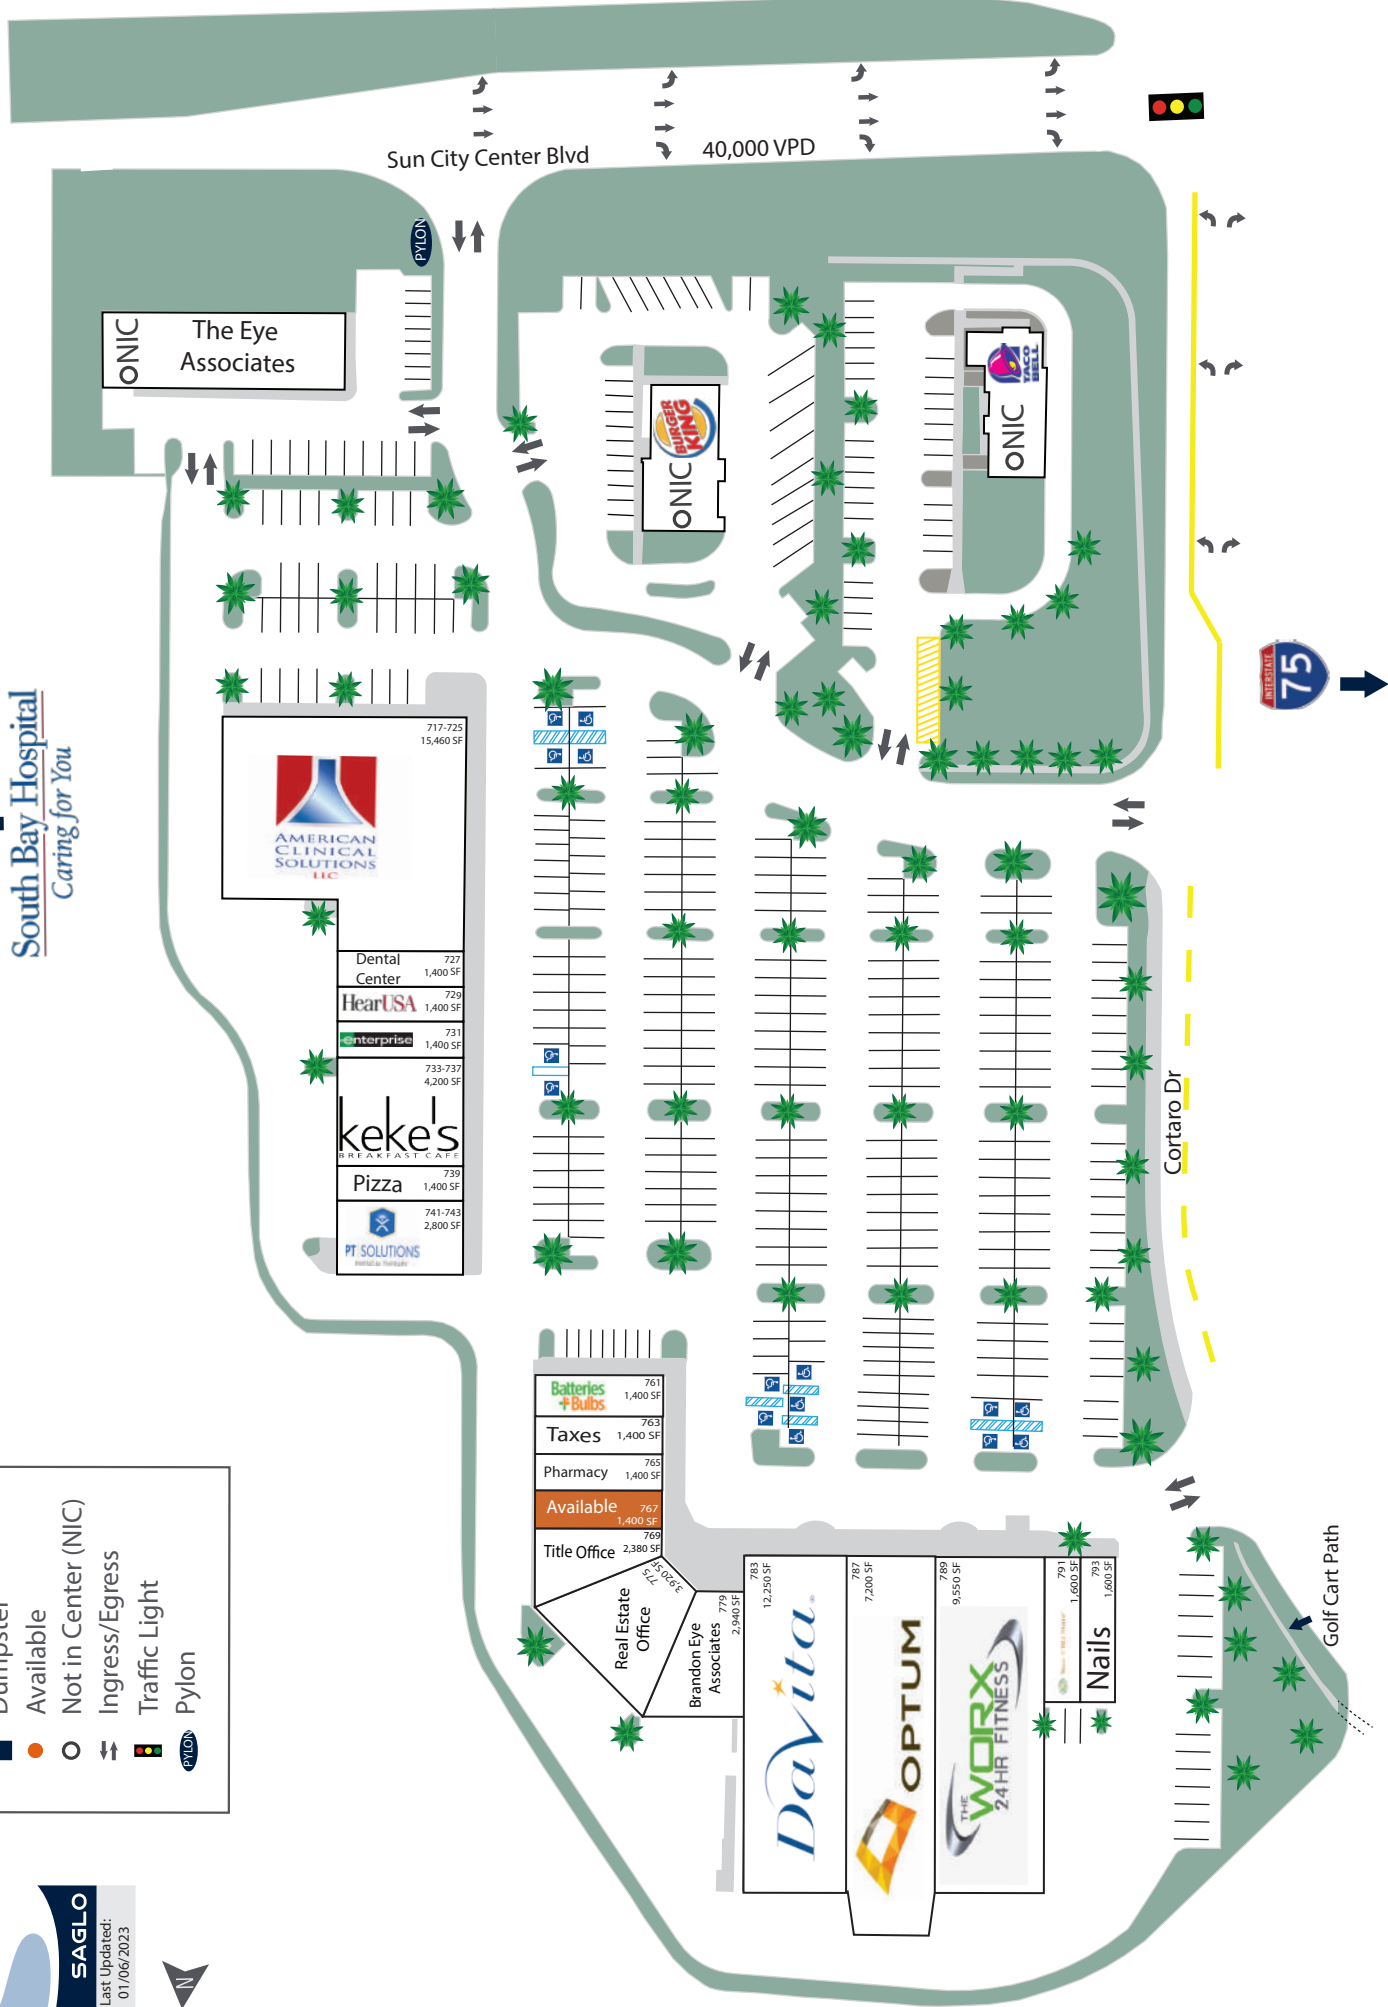 Sun City Center Blvd
40,000 VPD
PYLON
NIC
The Eye
Associates
NIC
BURGER
KING
NIC
TACO
BELL
INTERSTATE
75
South Bay Hospital
Caring for You
717-725
15,460 SF
AMERICAN
CLINICAL
SOLUTIONS
LLC
Dental
Center
727
1,400 SF
HearUSA
729
1,400 SF
enterprise
731
1,400 SF
733-737
4,200 SF
keke's
BREAKFAST CAFE
Pizza
739
1,400 SF
741-743
2,800 SF
PT SOLUTIONS
PHYSICAL THERAPY
Cortaro Dr
Batteries
+Bulbs
761
1,400 SF
Taxes
763
1,400 SF
Pharmacy
765
1,400 SF
Available
767
1,400 SF
Title Office
769
2,380 SF
Real Estate
Office
775
3,920 SF
Brandon Eye
Associates
779
2,940 SF
783
12,250 SF
DaVita
787
7,200 SF
OPTUM
789
9,550 SF
THE
WORX
24HR FITNESS
791
1,600 SF
Nails
793
1,600 SF
Golf Cart Path
Dumpster
Available
Not in Center (NIC)
Ingress/Egress
Traffic Light
PYLON Pylon
SAGLO
Last Updated:
01/06/2023
N